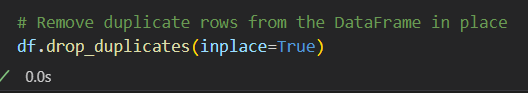 # Remove duplicate rows from the DataFrame in place
df.drop_duplicates(inplace=True)
✓ 0.0s